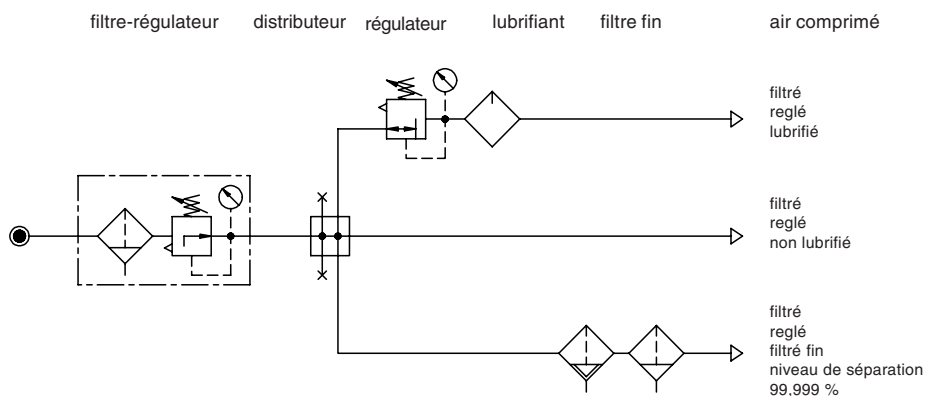 filtre-régulateur distributeur régulateur lubrifiant filtre fin air comprimé
filtré
reglé
lubrifié
filtré
reglé
non lubrifié
filtré
reglé
filtré fin
niveau de séparation
99.999 %